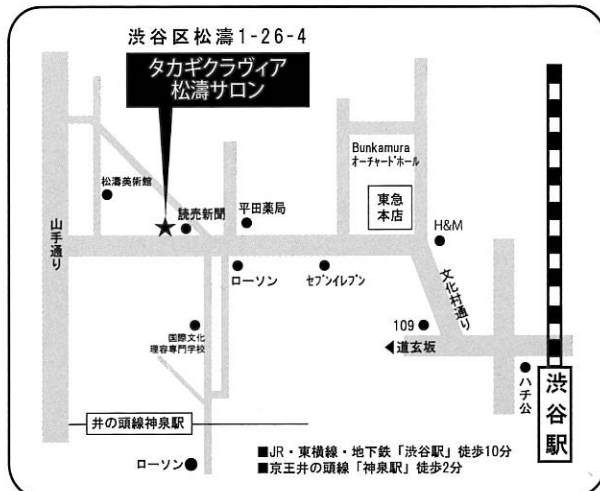 渋谷区松濤1-26-4
タカギクラヴィア
松濤サロン
Bunkamura
オーチャードホール
松濤美術館
読売新聞
平田薬局
東急
本店
H&M
山手通り
ローソン
セブンイレブン
文化村通り
109
国際文化
理容専門学校
◀道玄坂
ハチ公
渋谷駅
井の頭線神泉駅
ローソン
■JR・東横線・地下鉄「渋谷駅」徒歩10分
■京王井の頭線「神泉駅」徒歩2分